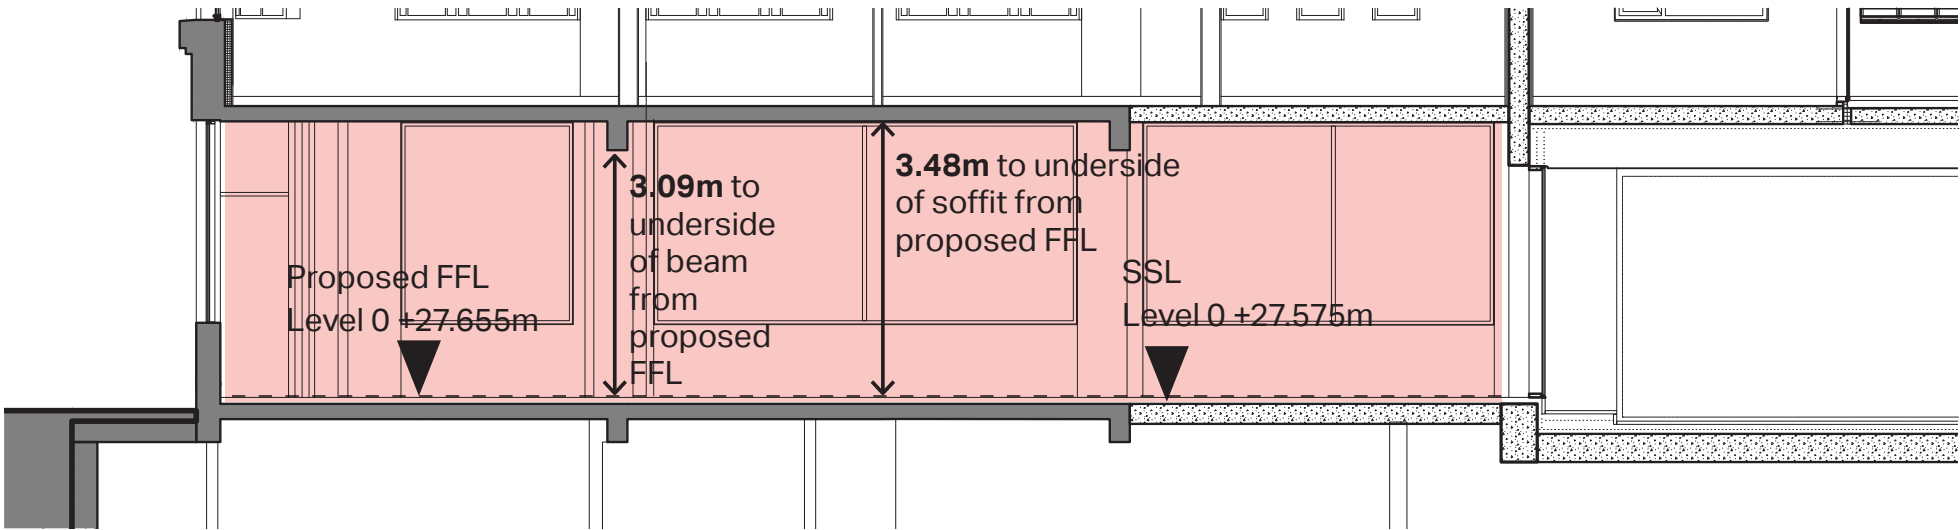 3.09m to
underside
of beam
from
proposed
FFL
3.48m to underside
of soffit from
proposed FFL
Proposed FFL
Level 0 +27.655m
SSL
Level 0 +27.575m